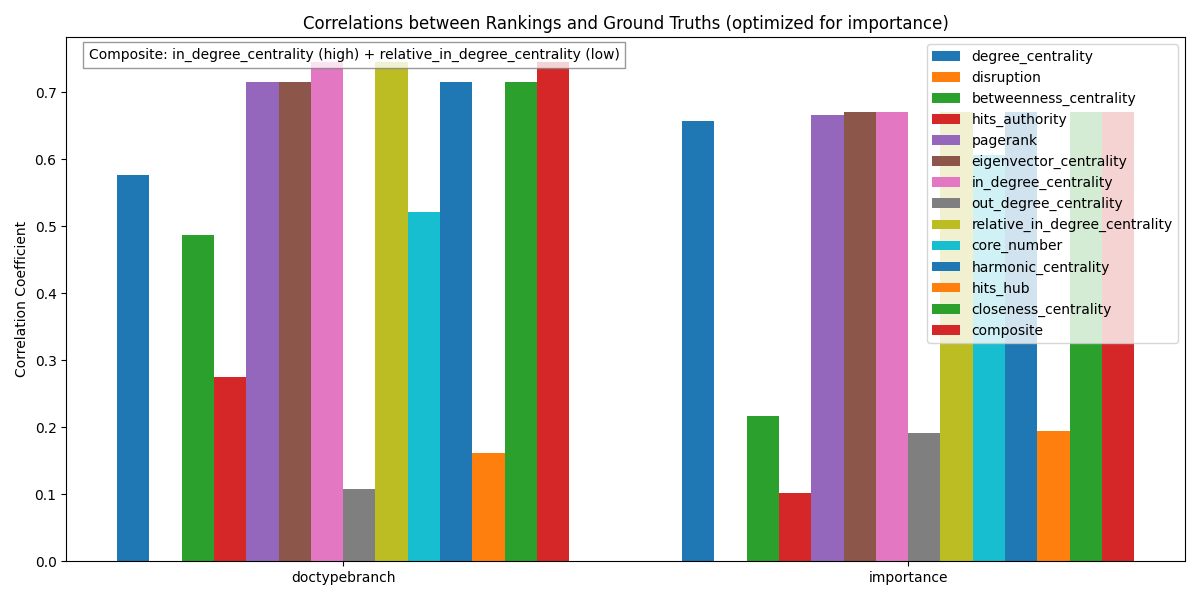 Correlations between Rankings and Ground Truths (optimized for importance)
Composite: in_degree_centrality (high) + relative_in_degree_centrality (low)
degree_centrality
disruption
betweenness_centrality
hits_authority
pagerank
eigenvector_centrality
in_degree_centrality
out_degree_centrality
relative_in_degree_centrality
core_number
harmonic_centrality
hits_hub
closeness_centrality
composite
Correlation Coefficient
0.7
0.6
0.5
0.4
0.3
0.2
0.1
0.0
doctypebranch
importance